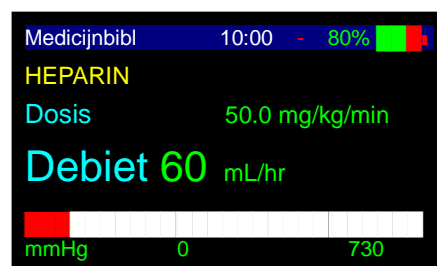 Medicijnbibl 10:00 - 80%
HEPARIN
Dosis 50.0 mg/kg/min
Debiet 60 mL/hr
mmHg 0 730